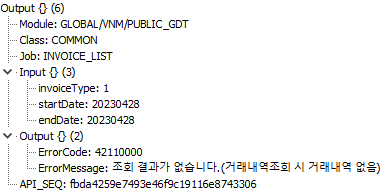 Output {} (6)
Module: GLOBAL/VNM/PUBLIC_GDT
Class: COMMON
Job: INVOICE_LIST
Input {} (3)
invoiceType: 1
startDate: 20230428
endDate: 20230428
Output {} (2)
ErrorCode: 42110000
ErrorMessage: 조회 결과가 없습니다.(거래내역조회 시 거래내역 없음)
API_SEQ: fbda4259e7493e46f9c19116e8743306